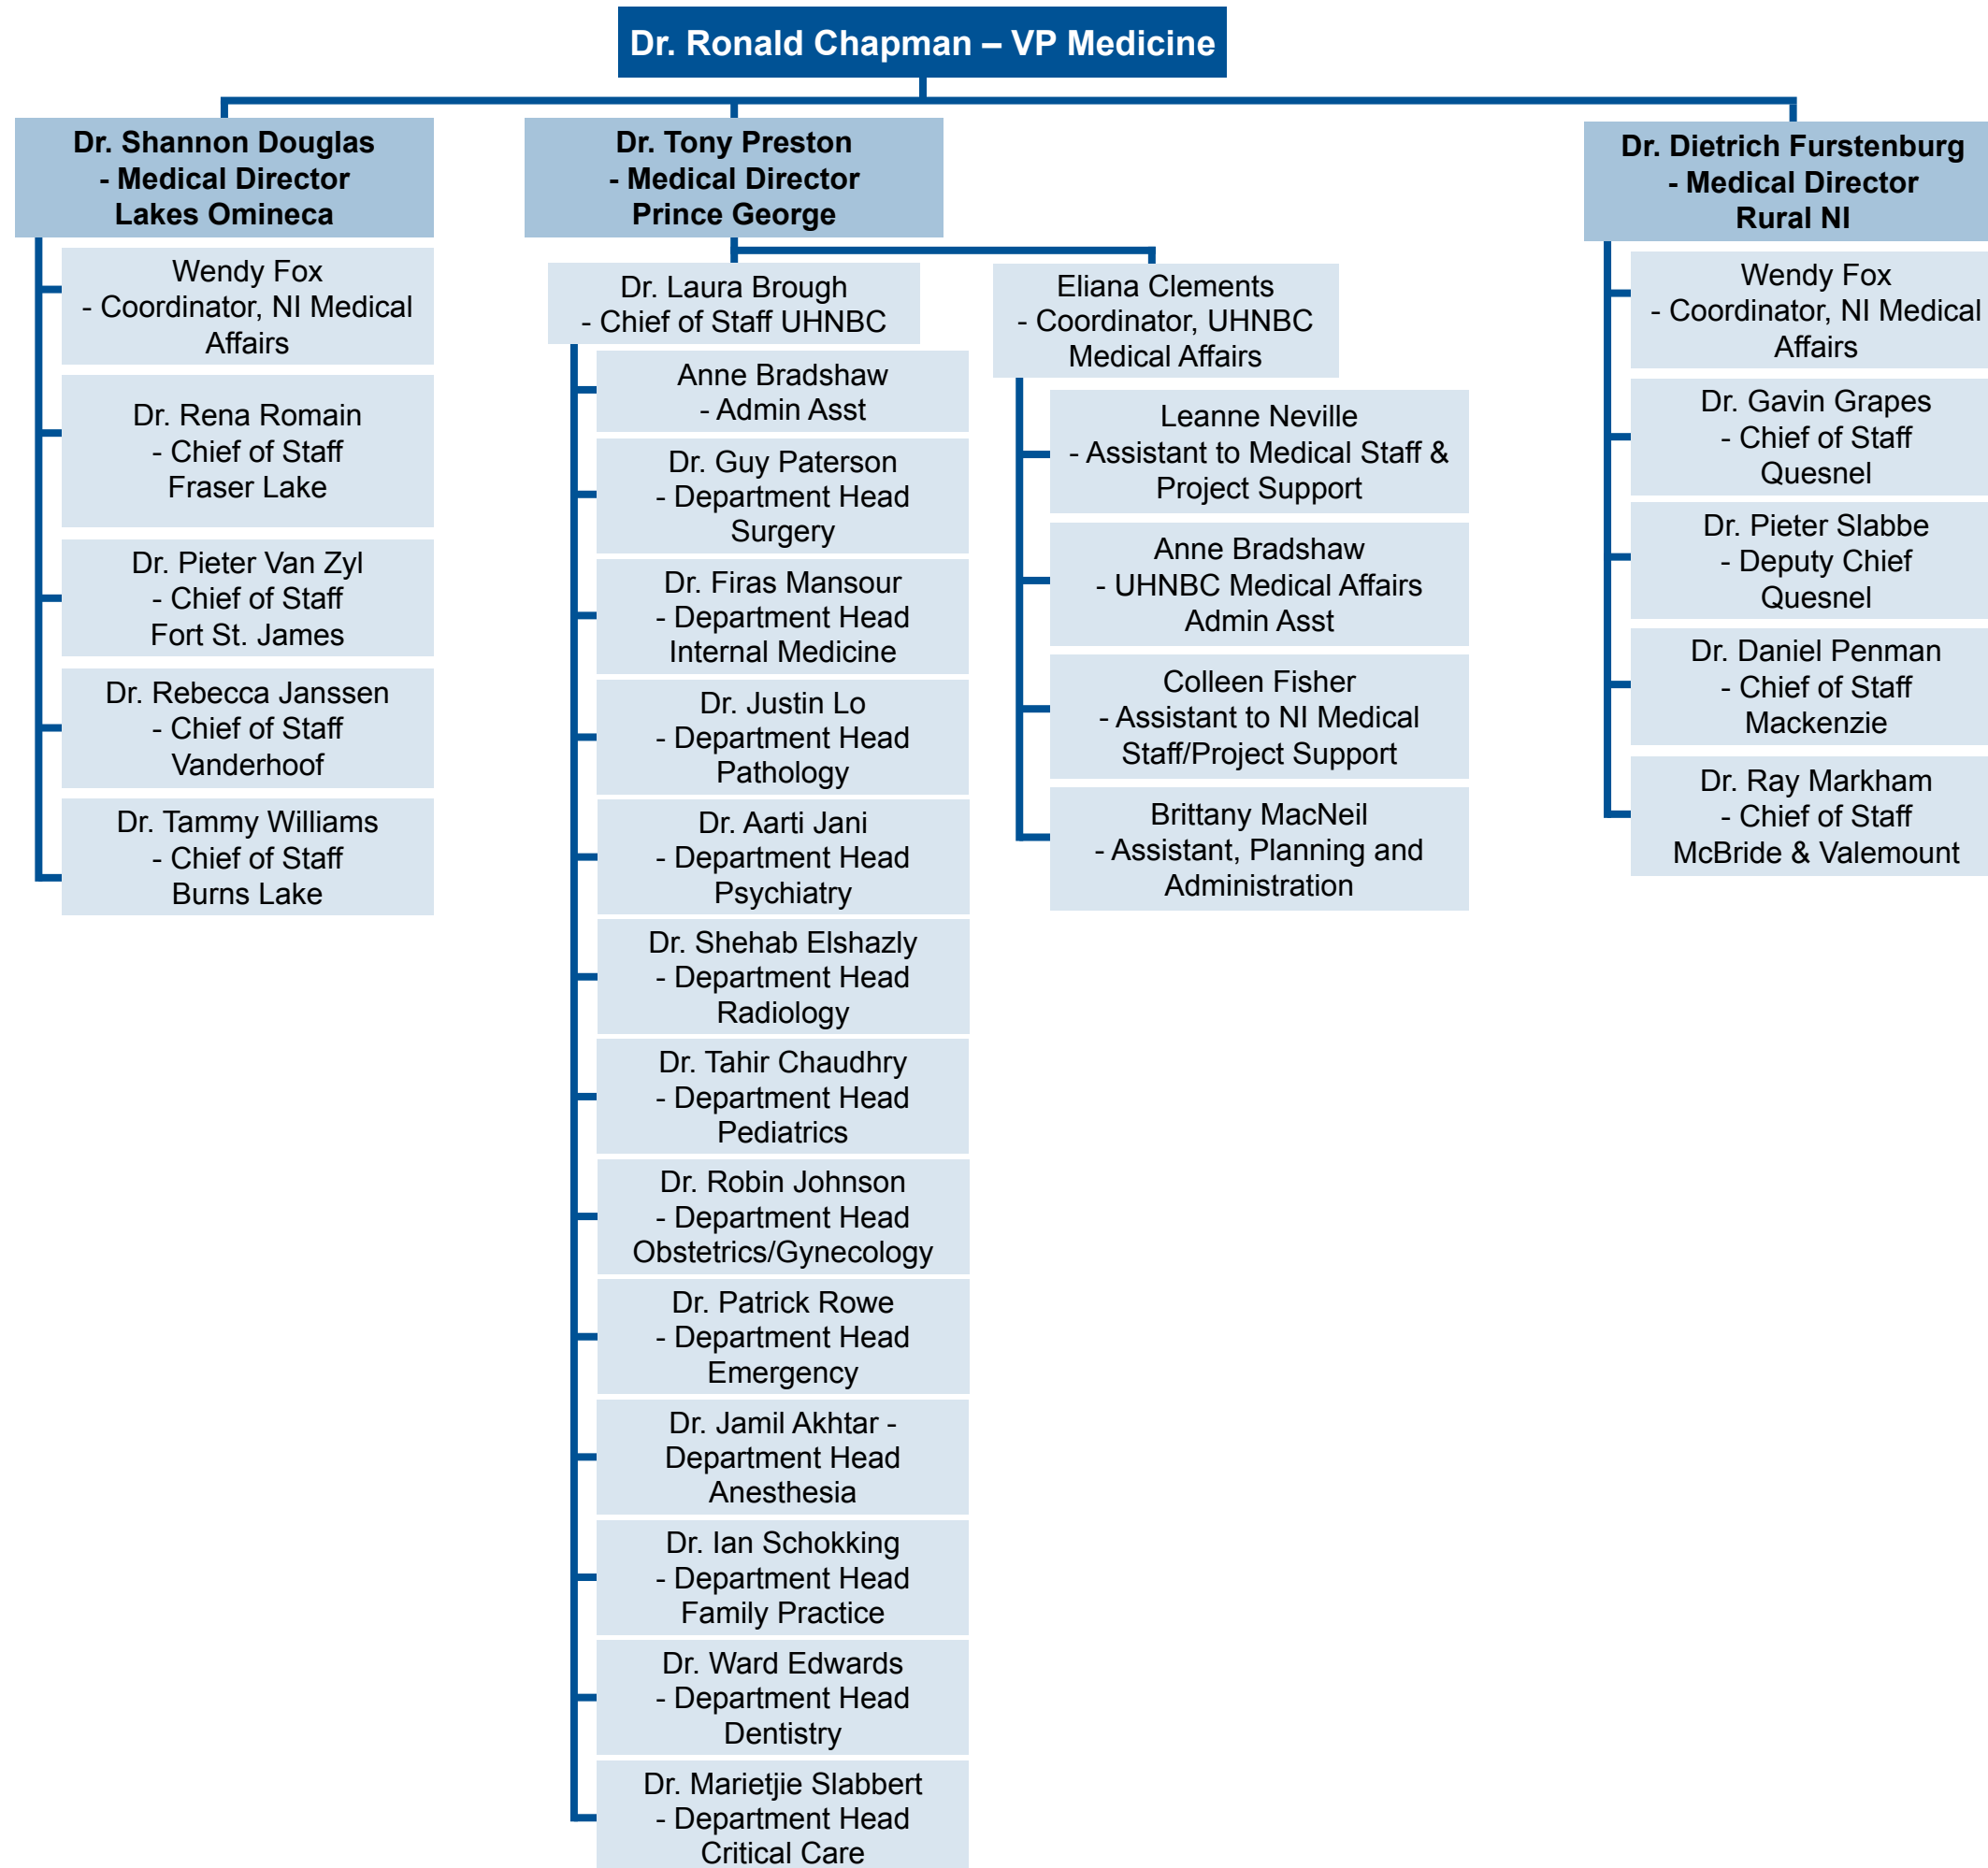 Dr. Ronald Chapman – VP Medicine
Dr. Shannon Douglas
- Medical Director
Lakes Omineca
Wendy Fox
- Coordinator, NI Medical
Affairs
Dr. Rena Romain
- Chief of Staff
Fraser Lake
Dr. Pieter Van Zyl
- Chief of Staff
Fort St. James
Dr. Rebecca Janssen
- Chief of Staff
Vanderhoof
Dr. Tammy Williams
- Chief of Staff
Burns Lake
Dr. Tony Preston
- Medical Director
Prince George
Dr. Laura Brough
- Chief of Staff UHNBC
Anne Bradshaw
- Admin Asst
Dr. Guy Paterson
- Department Head
Surgery
Dr. Firas Mansour
- Department Head
Internal Medicine
Dr. Justin Lo
- Department Head
Pathology
Dr. Aarti Jani
- Department Head
Psychiatry
Dr. Shehab Elshazly
- Department Head
Radiology
Dr. Tahir Chaudhry
- Department Head
Pediatrics
Dr. Robin Johnson
- Department Head
Obstetrics/Gynecology
Dr. Patrick Rowe
- Department Head
Emergency
Dr. Jamil Akhtar -
Department Head
Anesthesia
Dr. Ian Schokking
- Department Head
Family Practice
Dr. Ward Edwards
- Department Head
Dentistry
Dr. Marietjie Slabbert
- Department Head
Critical Care
Eliana Clements
- Coordinator, UHNBC
Medical Affairs
Leanne Neville
- Assistant to Medical Staff &
Project Support
Anne Bradshaw
- UHNBC Medical Affairs
Admin Asst
Colleen Fisher
- Assistant to NI Medical
Staff/Project Support
Brittany MacNeil
- Assistant, Planning and
Administration
Dr. Dietrich Furstenburg
- Medical Director
Rural NI
Wendy Fox
- Coordinator, NI Medical
Affairs
Dr. Gavin Grapes
- Chief of Staff
Quesnel
Dr. Pieter Slabbe
- Deputy Chief
Quesnel
Dr. Daniel Penman
- Chief of Staff
Mackenzie
Dr. Ray Markham
- Chief of Staff
McBride & Valemount